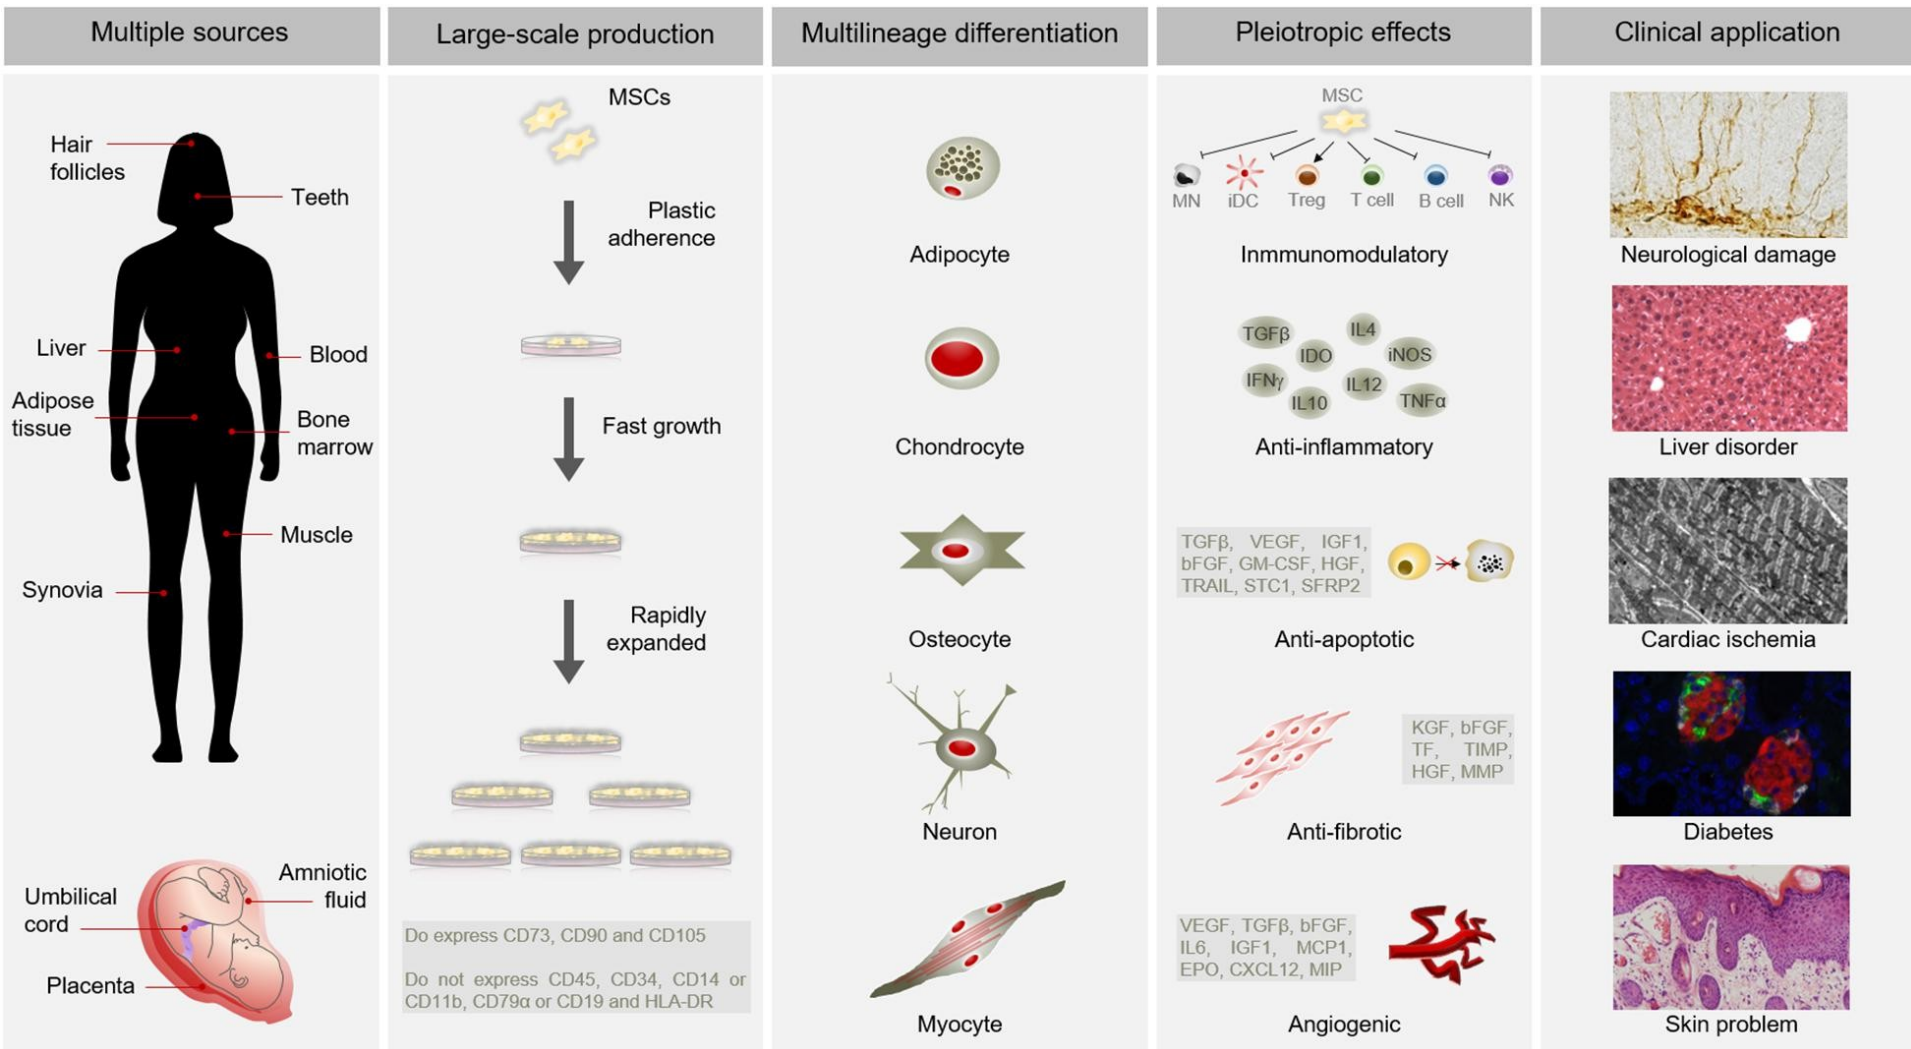 Multiple sources
Large-scale production
Multilineage differentiation
Pleiotropic effects
Clinical application
Hair
follicles
Teeth
Liver
Blood
Adipose
tissue
Bone
marrow
Muscle
Synovia
Amniotic
fluid
Umbilical
cord
Placenta
MSCs
Plastic
adherence
Fast growth
Rapidly
expanded
Do express CD73, CD90 and CD105
Do not express CD45, CD34, CD14 or
CD11b, CD79α or CD19 and HLA-DR
Adipocyte
Chondrocyte
Osteocyte
Neuron
Myocyte
MSC
MN iDC Treg T cell B cell NK
Inmmunomodulatory
TGFβ IL4
IDO iNOS
IFNγ IL12
IL10 TNFα
Anti-inflammatory
TGFβ, VEGF, IGF1,
bFGF, GM-CSF, HGF,
TRAIL, STC1, SFRP2
Anti-apoptotic
KGF, bFGF,
TF, TIMP,
HGF, MMP
Anti-fibrotic
VEGF, TGFβ, bFGF,
IL6, IGF1, MCP1,
EPO, CXCL12, MIP
Angiogenic
Neurological damage
Liver disorder
Cardiac ischemia
Diabetes
Skin problem